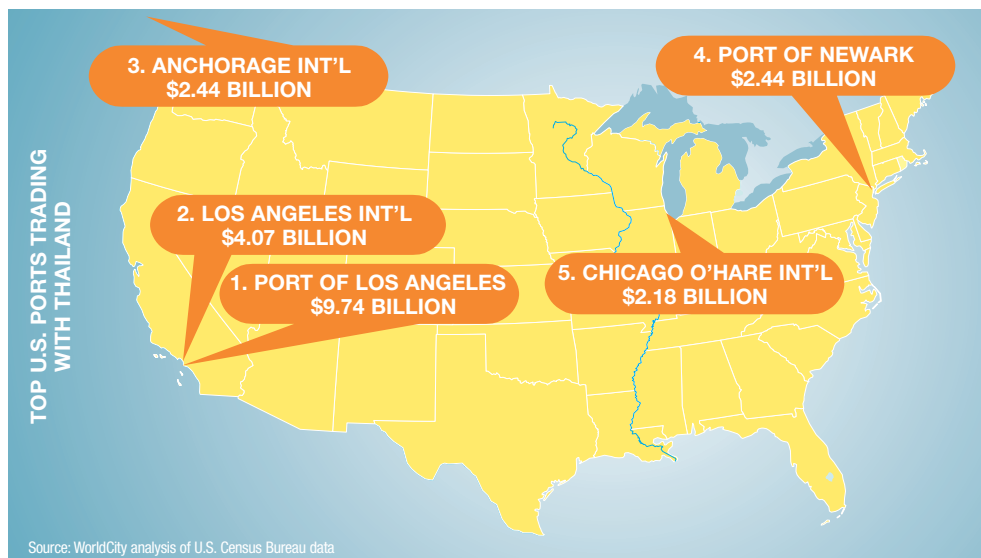 TOP U.S. PORTS TRADING
WITH THAILAND
3. ANCHORAGE INT'L
$2.44 BILLION
4. PORT OF NEWARK
$2.44 BILLION
2. LOS ANGELES INT'L
$4.07 BILLION
1. PORT OF LOS ANGELES
$9.74 BILLION
5. CHICAGO O'HARE INT'L
$2.18 BILLION
Source: WorldCity analysis of U.S. Census Bureau data